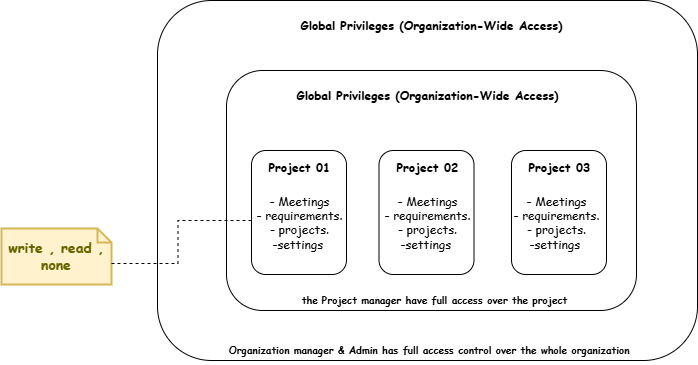 Global Privileges (Organization-Wide Access)
Global Privileges (Organization-Wide Access)
Project 01
- Meetings
- requirements.
- projects.
-settings
Project 02
- Meetings
- requirements.
- projects.
-settings
Project 03
- Meetings
- requirements.
- projects.
-settings
write , read ,
none
the Project manager have full access over the project
Organization manager & Admin has full access control over the whole organization